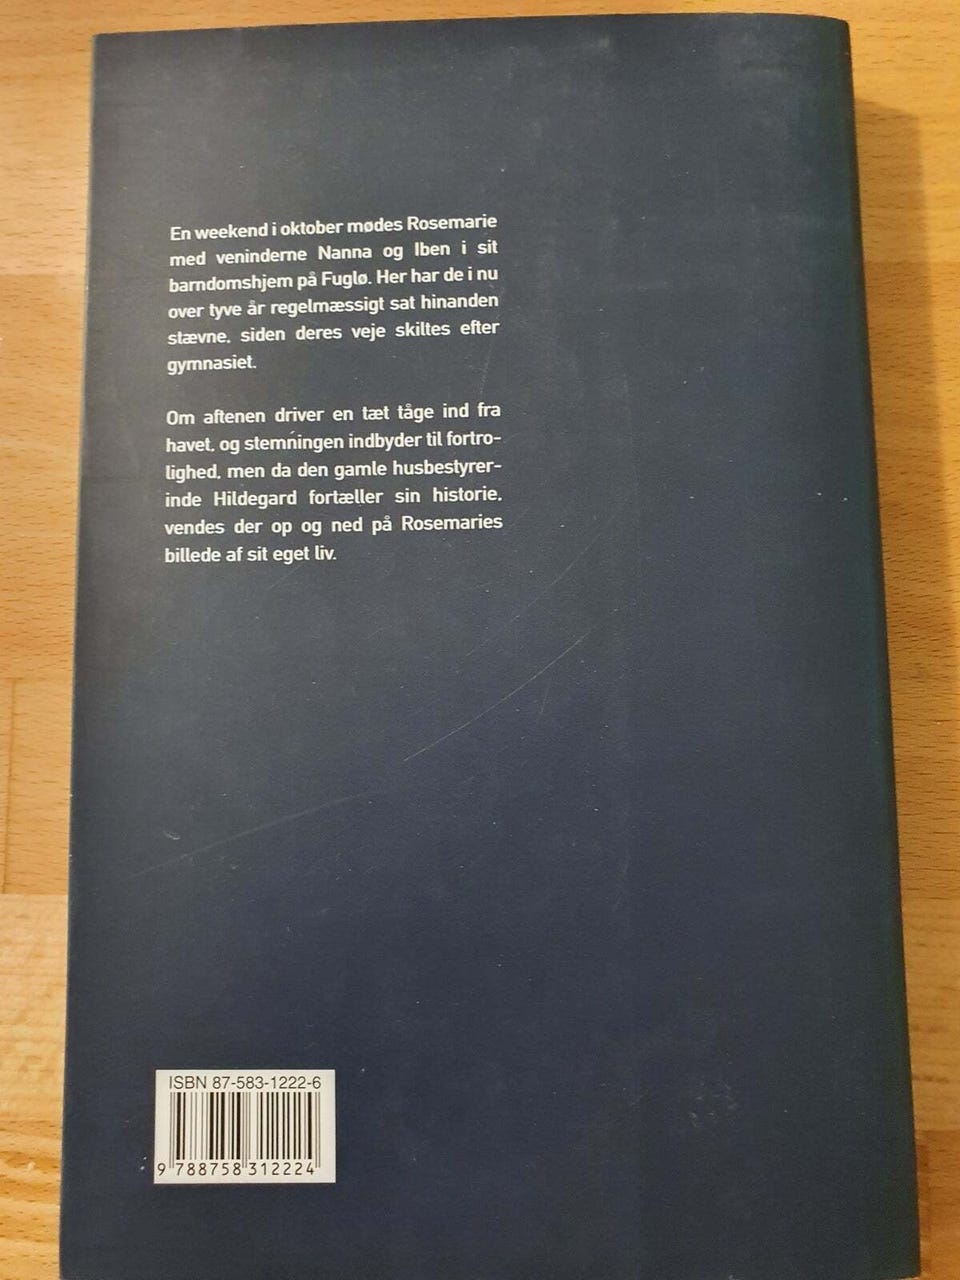 En weekend i oktober mødes Rosemarie
med veninderne Nanna og Iben i sit
barndomshjem på Fuglø. Her har de i nu
over tyve år regelmæssigt sat hinanden
stævne, siden deres veje skiltes efter
gymnasiet.
Om aftenen driver en tæt tåge ind fra
havet, og stemningen indbyder til fortro-
lighed, men da den gamle husbestyrer-
inde Hildegard fortæller sin historie,
vendes der op og ned på Rosemaries
billede af sit eget liv.
ISBN 87-583-1222-6
9 788758 312224